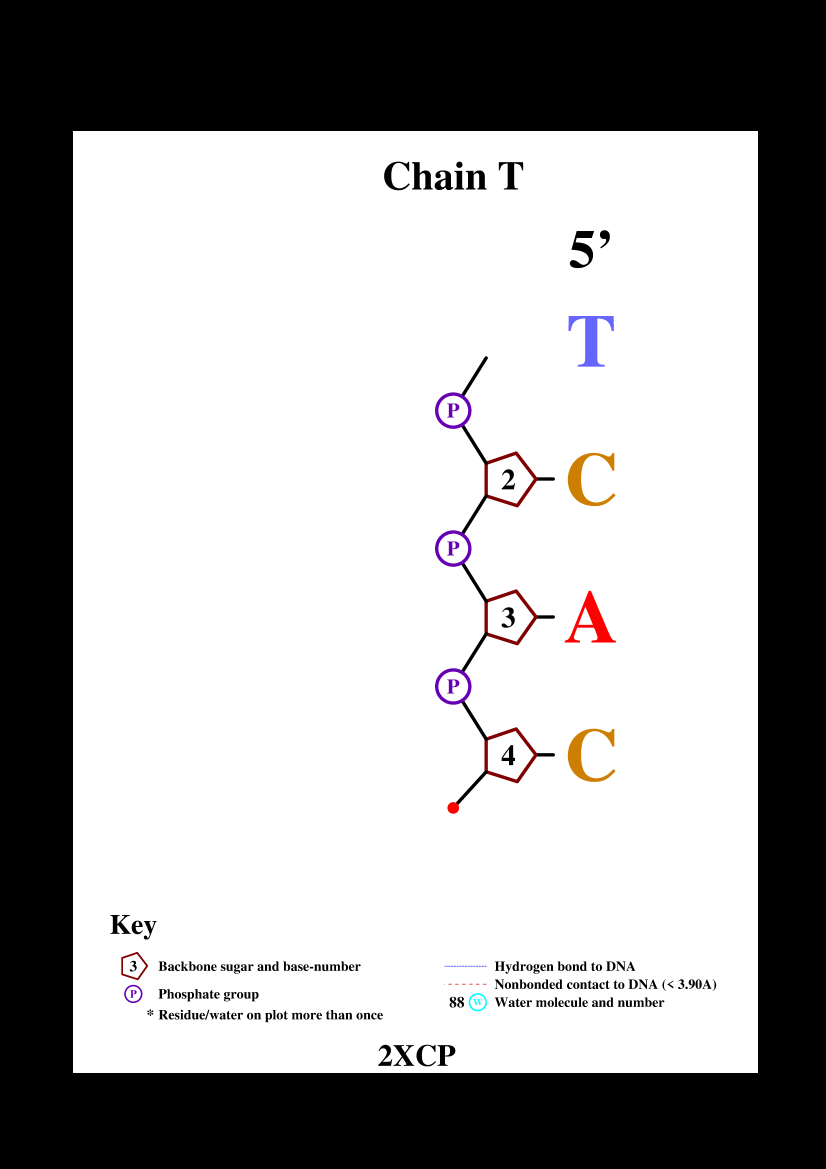 Chain T
5’
T
P
2 C
P
3 A
P
4 C
Key
3 Backbone sugar and base-number
P Phosphate group
* Residue/water on plot more than once
Hydrogen bond to DNA
Nonbonded contact to DNA (< 3.90A)
88 W Water molecule and number
2XCP